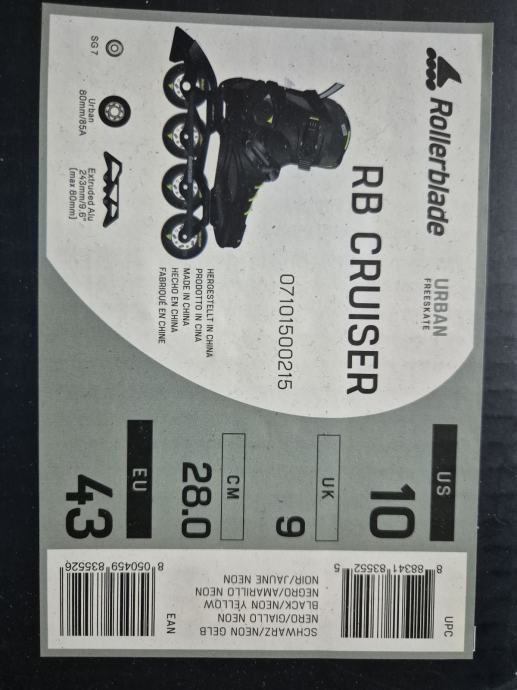 Rollerblade
URBAN
FREESKATE
RB CRUISER
07101500215
HERGESTELLT IN CHINA
PRODOTTO IN CINA
MADE IN CHINA
HECHO EN CHINA
FABRIQUÉ EN CHINE
SG 7
Urban
80mm/85A
Extruded Alu
243mm/9.6"
(max 80mm)
US
10
UK
9
CM
28.0
EU
43
UPC
8 88341 83552 5
SCHWARZ/NEON GELB
NERO/GIALLO NEON
BLACK/NEON YELLOW
NEGRO/AMARILLO NEON
NOIR/JAUNE NEON
EAN
8 050459 835526